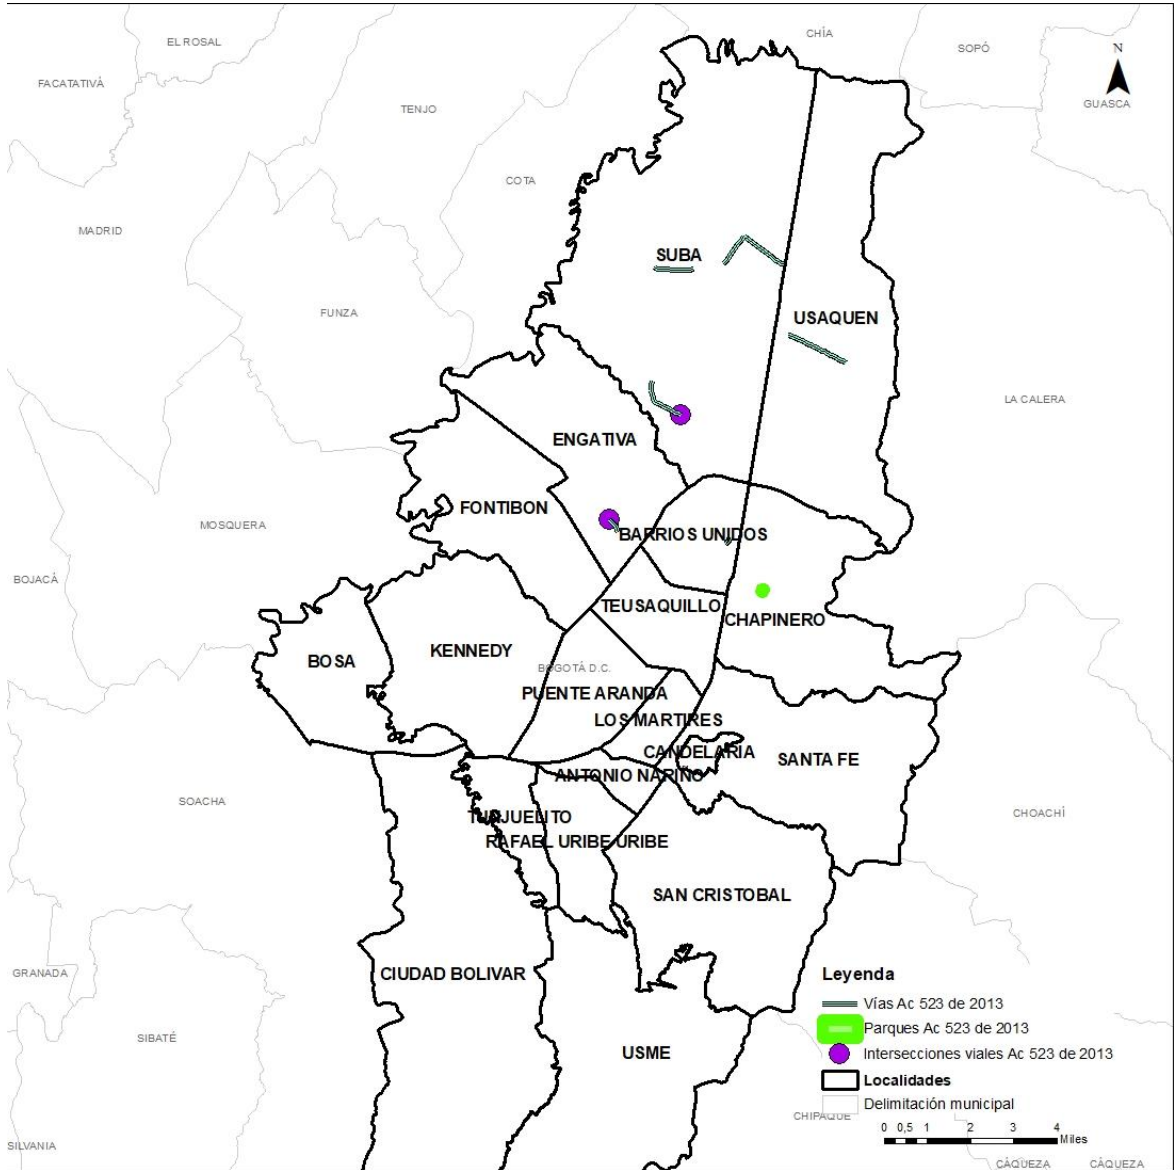 CHÍA
EL ROSAL
SOPÓ
N
FACATATIVÁ
GUASCA
TENJO
COTA
MADRID
SUBA
FUNZA
USAQUEN
LA CALERA
ENGATIVA
FONTIBON
MOSQUERA
BARRIOS UNIDOS
BOJACÁ
TEUSAQUILLO
CHAPINERO
KENNEDY
BOSA
BOGOTÁ D.C.
PUENTE ARANDA
LOS MARTIRES
CANDELARIA
SANTA FE
ANTONIO NARIÑO
SOACHA
CHOACHÍ
TUNJUELITO
RAFAEL URIBE URIBE
SAN CRISTOBAL
GRANADA
CIUDAD BOLIVAR
Leyenda
Vías Ac 523 de 2013
Parques Ac 523 de 2013
SIBATÉ
USME
Intersecciones viales Ac 523 de 2013
Localidades
Delimitación municipal
CHIPAQUE
0 0,5 1 2 3 4
Miles
SILVANIA
CÁQUEZA
CÁQUEZA